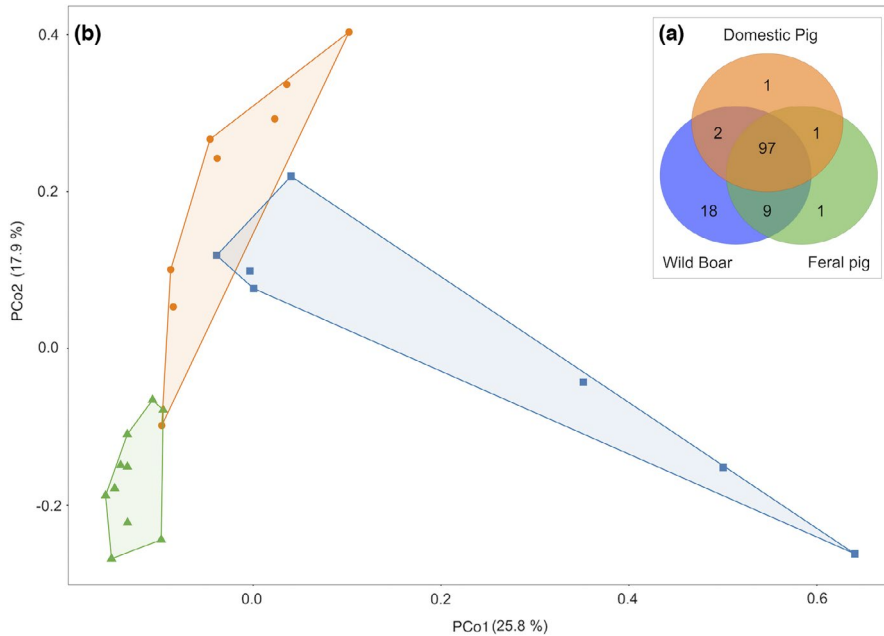 (b)
(a)
Domestic Pig
1
2
1
97
18
9
1
Wild Boar
Feral pig
0.4
0.2
0.0
-0.2
PCo2 (17.9 %)
0.0
0.2
0.4
0.6
PCo1 (25.8 %)